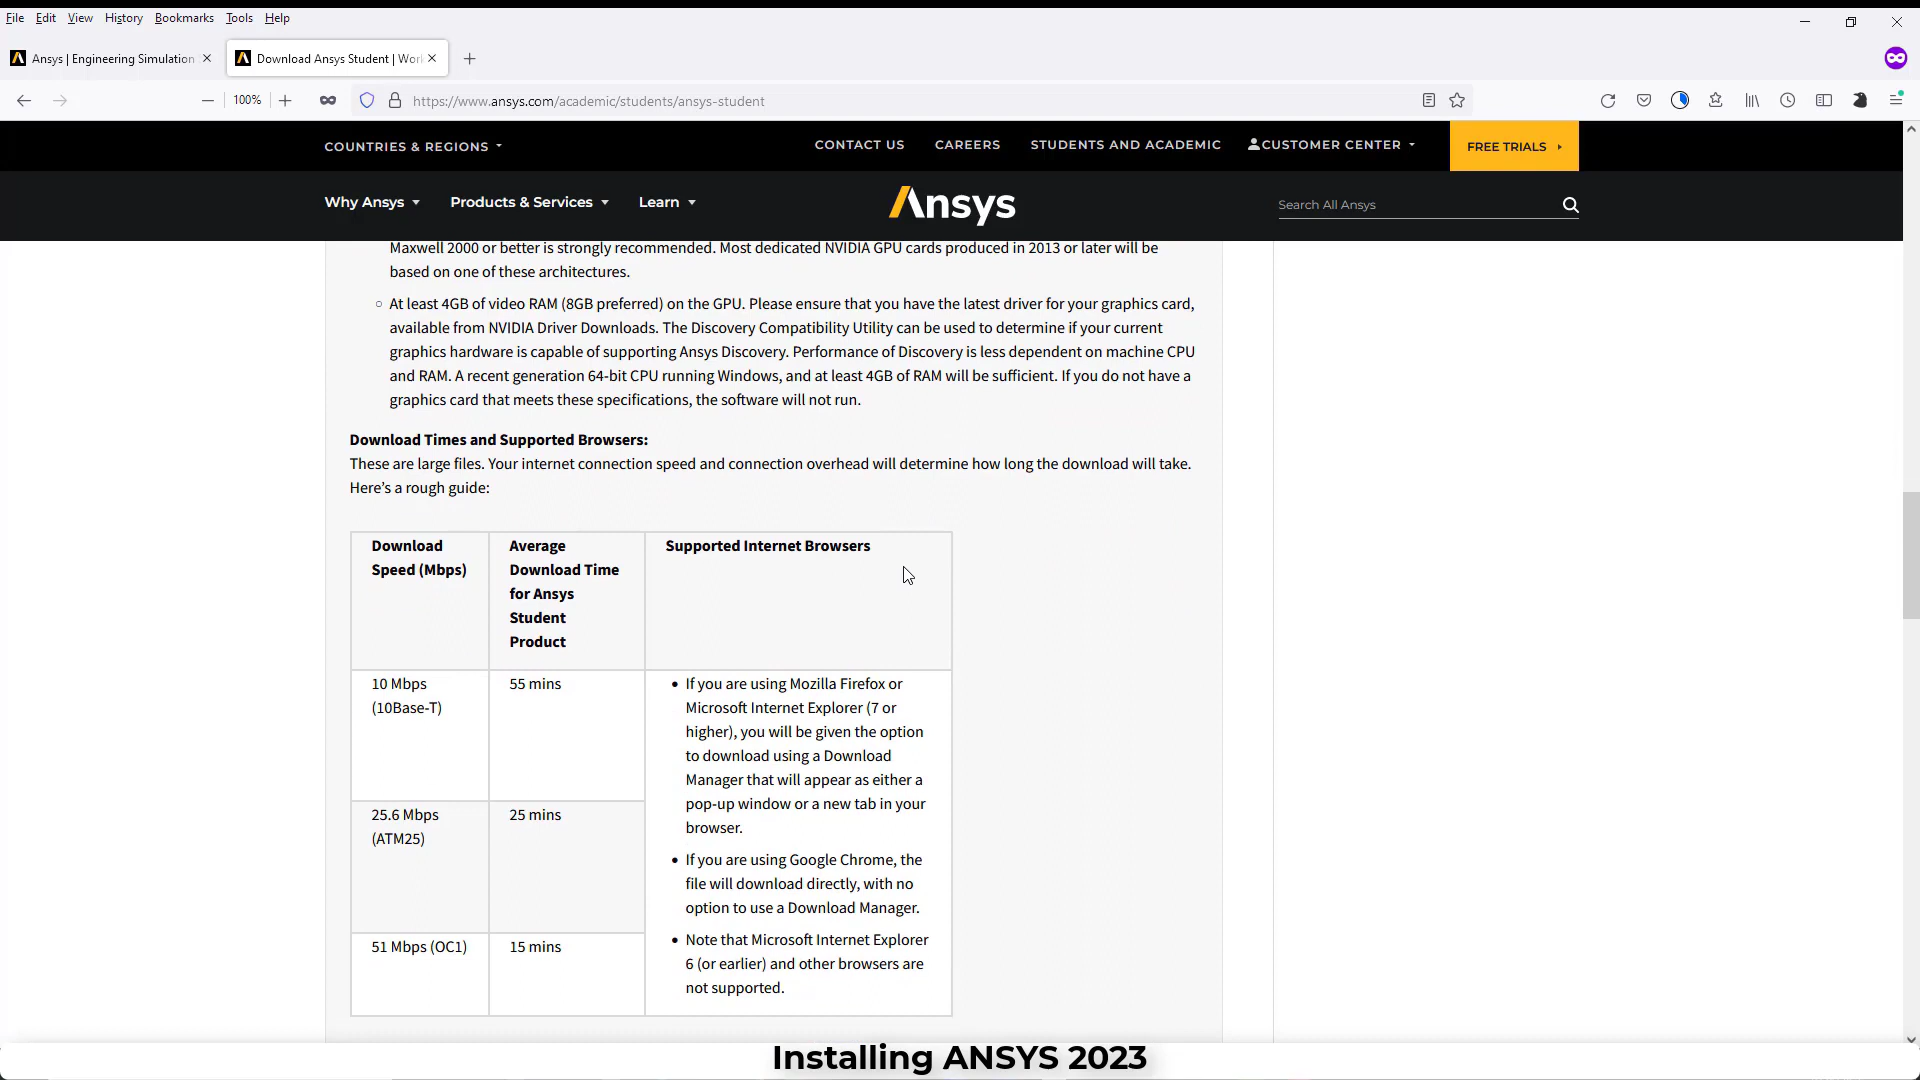 File Edit View History Bookmarks Tools Help
Ansys | Engineering Simulation
Download Ansys Student | Wor
100%
https://www.ansys.com/academic/students/ansys-student
COUNTRIES & REGIONS
CONTACT US CAREERS STUDENTS AND ACADEMIC CUSTOMER CENTER FREE TRIALS
Why Ansys Products & Services Learn
Ansys
Search All Ansys
Maxwell 2000 or better is strongly recommended. Most dedicated NVIDIA GPU cards produced in 2013 or later will be
based on one of these architectures.
At least 4GB of video RAM (8GB preferred) on the GPU. Please ensure that you have the latest driver for your graphics card,
available from NVIDIA Driver Downloads. The Discovery Compatibility Utility can be used to determine if your current
graphics hardware is capable of supporting Ansys Discovery. Performance of Discovery is less dependent on machine CPU
and RAM. A recent generation 64-bit CPU running Windows, and at least 4GB of RAM will be sufficient. If you do not have a
graphics card that meets these specifications, the software will not run.
Download Times and Supported Browsers:
These are large files. Your internet connection speed and connection overhead will determine how long the download will take.
Here’s a rough guide:
Download
Speed (Mbps)
Average
Download Time
for Ansys
Student
Product
Supported Internet Browsers
10 Mbps
(10Base-T)
55 mins
If you are using Mozilla Firefox or
Microsoft Internet Explorer (7 or
higher), you will be given the option
to download using a Download
Manager that will appear as either a
pop-up window or a new tab in your
browser.
If you are using Google Chrome, the
file will download directly, with no
option to use a Download Manager.
Note that Microsoft Internet Explorer
6 (or earlier) and other browsers are
not supported.
25.6 Mbps
(ATM25)
25 mins
51 Mbps (OC1)
15 mins
Installing ANSYS 2023